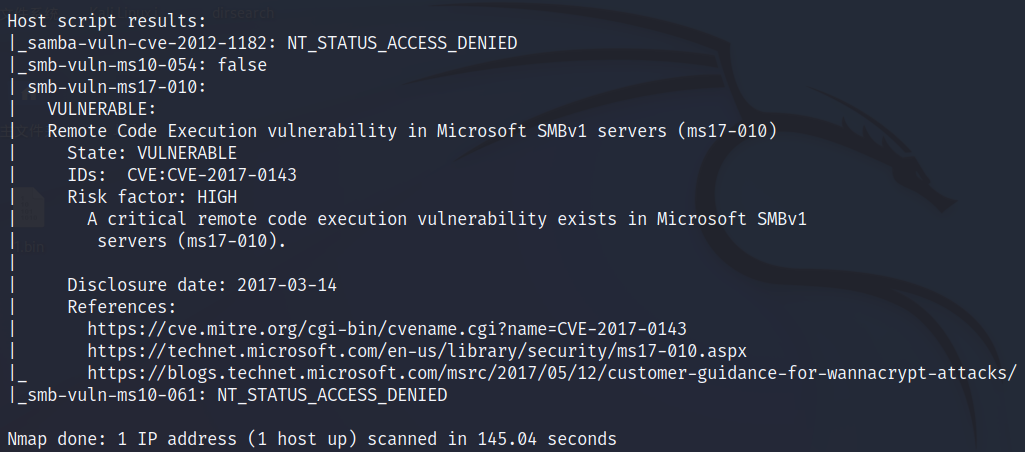 Host script results:
|_samba-vuln-cve-2012-1182: NT_STATUS_ACCESS_DENIED
|_smb-vuln-ms10-054: false
| smb-vuln-ms17-010:
|   VULNERABLE:
|   Remote Code Execution vulnerability in Microsoft SMBv1 servers (ms17-010)
|     State: VULNERABLE
|     IDs:  CVE:CVE-2017-0143
|     Risk factor: HIGH
|       A critical remote code execution vulnerability exists in Microsoft SMBv1
|        servers (ms17-010).
|
|     Disclosure date: 2017-03-14
|     References:
|       https://cve.mitre.org/cgi-bin/cvename.cgi?name=CVE-2017-0143
|       https://technet.microsoft.com/en-us/library/security/ms17-010.aspx
|_      https://blogs.technet.microsoft.com/msrc/2017/05/12/customer-guidance-for-wannacrypt-attacks/
|_smb-vuln-ms10-061: NT_STATUS_ACCESS_DENIED

Nmap done: 1 IP address (1 host up) scanned in 145.04 seconds